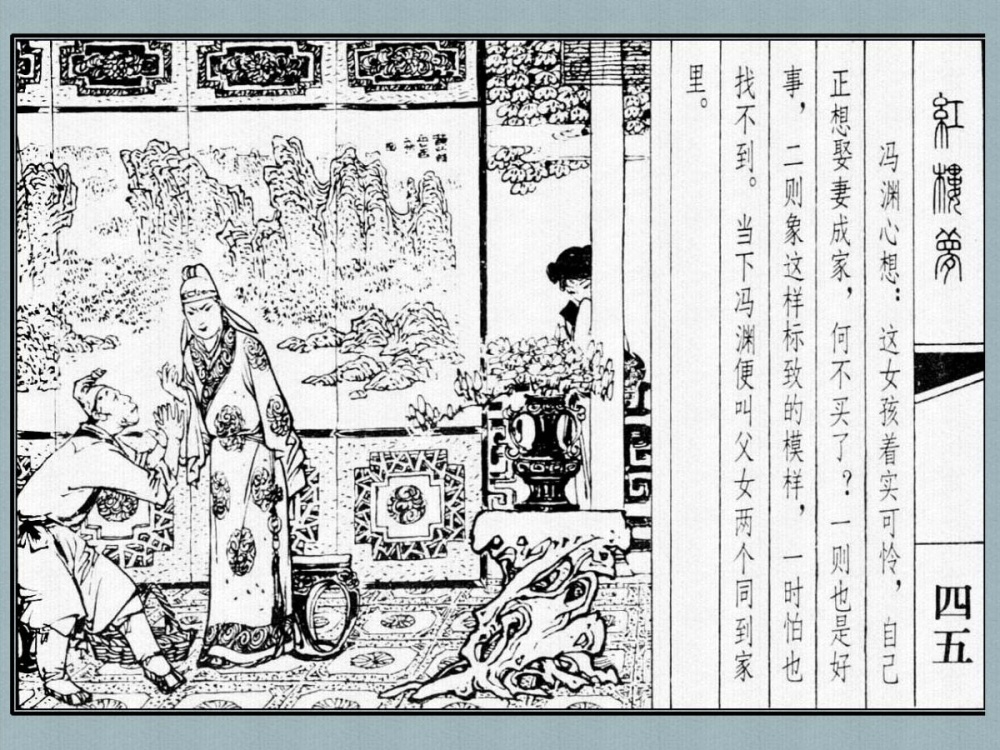 紅樓夢
四五
冯渊心想：这女孩着实可怜，自己
正想娶妻成家，何不买了？一则也是好
事，二则象这样标致的模样，一时怕也
找不到。当下冯渊便叫父女两个同到家
里。